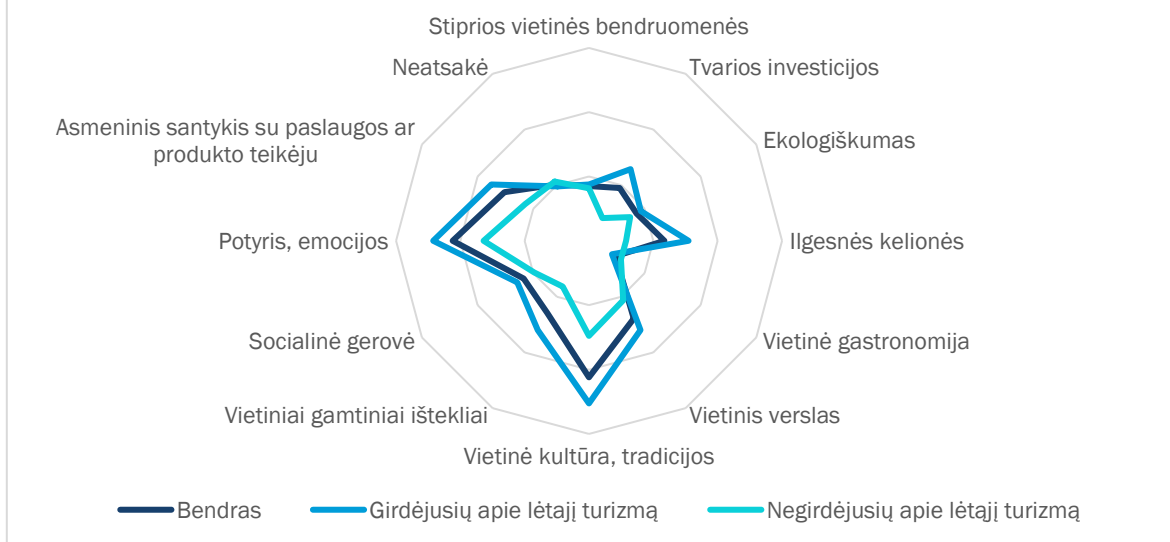 Stiprios vietinės bendruomenės
Neatsakė
Tvarios investicijos
Asmeninis santykis su paslaugos ar
produkto teikėju
Ekologiškumas
Potyris, emocijos
Ilgesnės kelionės
Socialinė gerovė
Vietinė gastronomija
Vietiniai gamtiniai ištekliai
Vietinis verslas
Vietinė kultūra, tradicijos
Bendras
Girdėjusių apie lėtąjį turizmą
Negirdėjusių apie lėtąjį turizmą